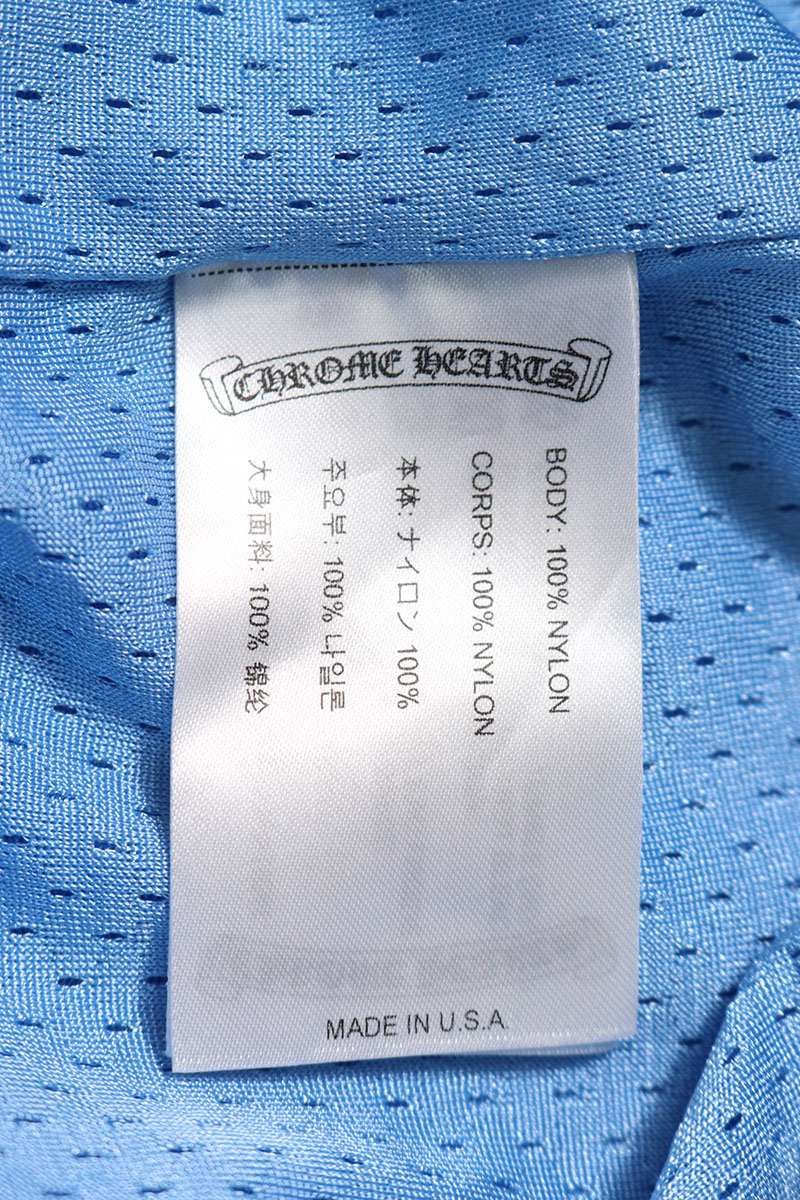 CHROME HEARTS
BODY: 100% NYLON
CORPS: 100% NYLON
本体: ナイロン 100%
주요부: 100% 나일론
大身面料: 100% 锦纶
MADE IN U.S.A